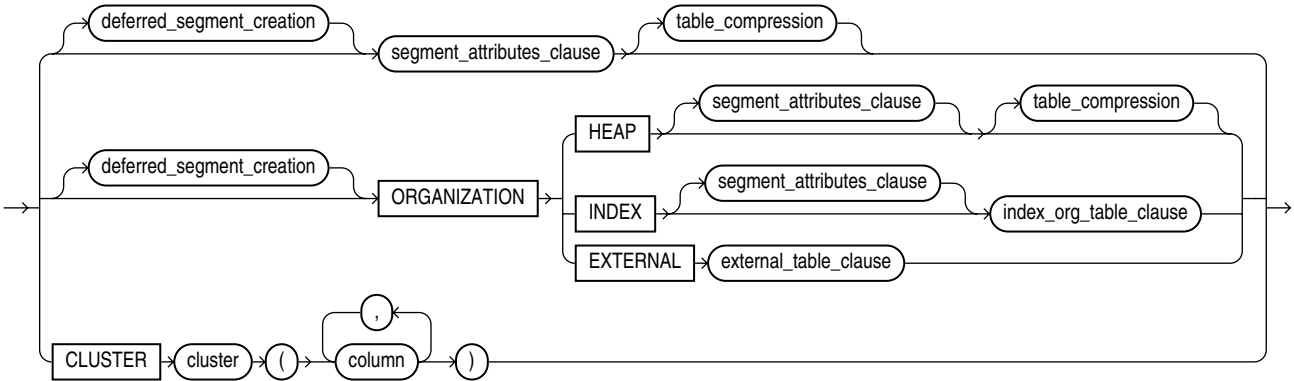 deferred_segment_creation
segment_attributes_clause
table_compression
deferred_segment_creation
ORGANIZATION
HEAP
segment_attributes_clause
table_compression
INDEX
segment_attributes_clause
index_org_table_clause
EXTERNAL
external_table_clause
CLUSTER
cluster
(
,
column
)